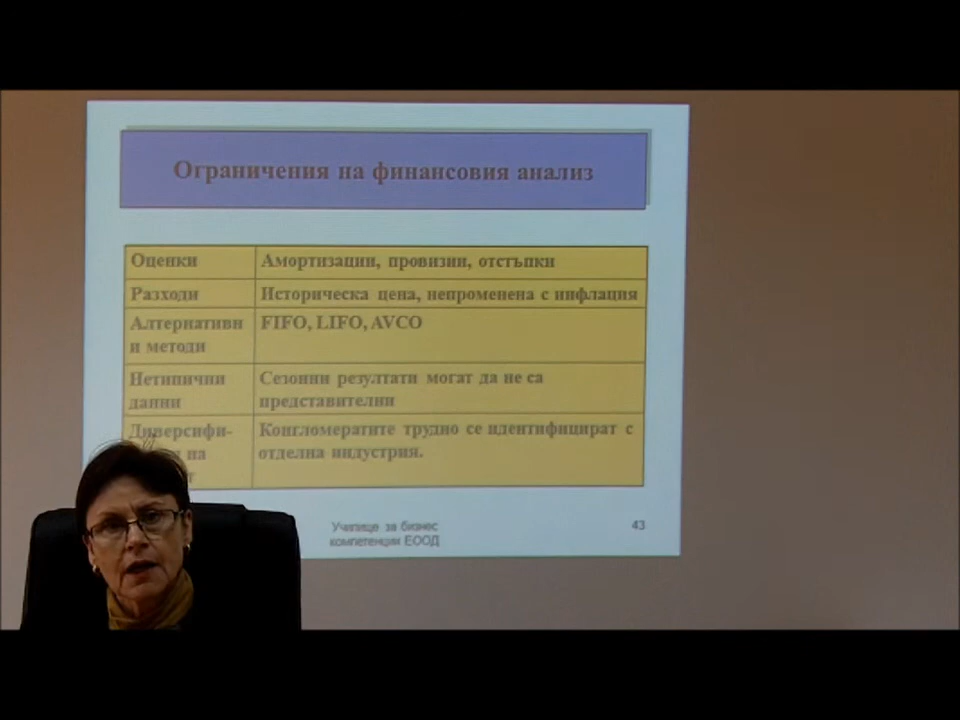 Ограничения на финансовия анализ
Оценки Амортизации, провизии, отстъпки
Разходи Историческа цена, непроменена с инфлация
Алтернативн FIFO, LIFO, AVCO
и методи
Нетипични Сезонни резултати могат да не са
данни представителни
Диверсифи- Конгломератите трудно се идентифицират с
на отделна индустрия.
Училище за бизнес 43
компетенции ЕООД